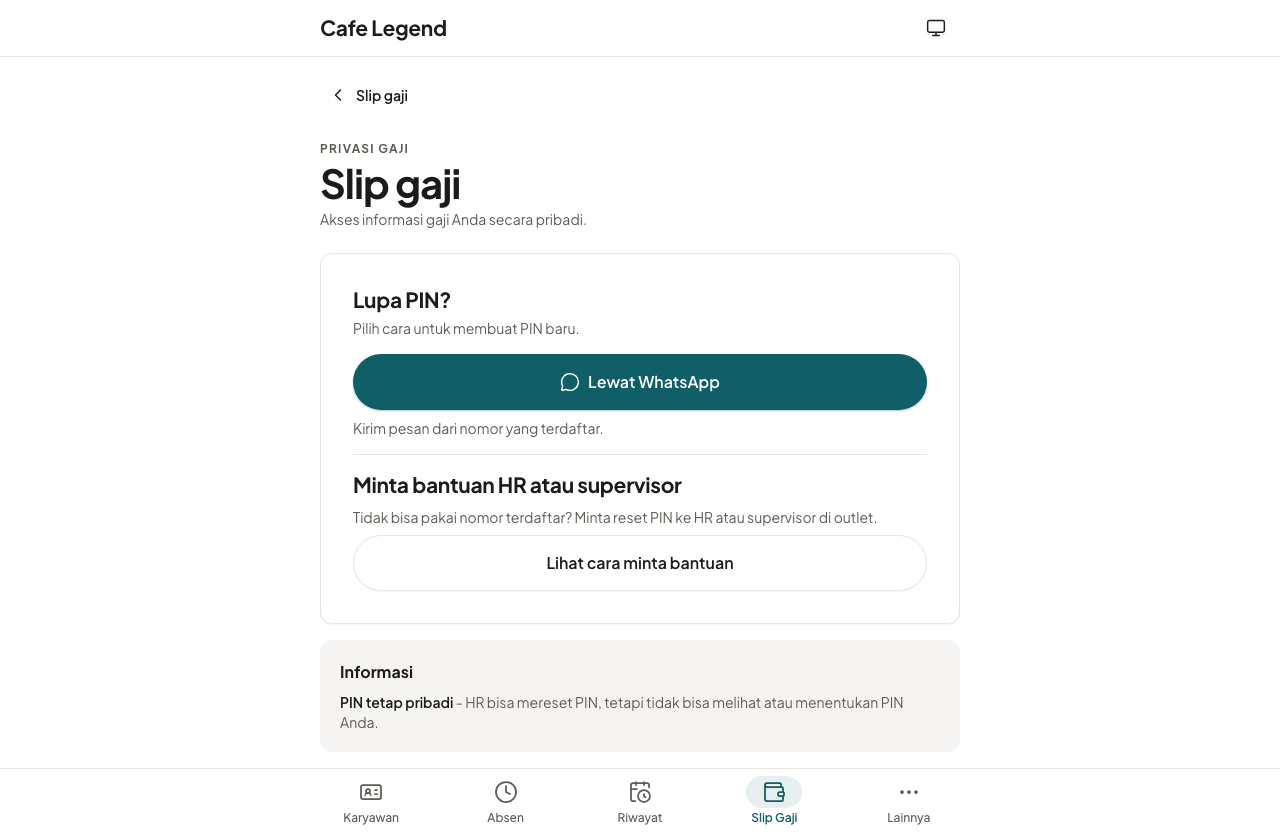 Cafe Legend
Slip gaji
PRIVASI GAJI
Slip gaji
Akses informasi gaji Anda secara pribadi.
Lupa PIN?
Pilih cara untuk membuat PIN baru.
Lewat WhatsApp
Kirim pesan dari nomor yang terdaftar.
Minta bantuan HR atau supervisor
Tidak bisa pakai nomor terdaftar? Minta reset PIN ke HR atau supervisor di outlet.
Lihat cara minta bantuan
Informasi
PIN tetap pribadi - HR bisa mereset PIN, tetapi tidak bisa melihat atau menentukan PIN
Anda.
Karyawan
Absen
Riwayat
Slip Gaji
Lainnya